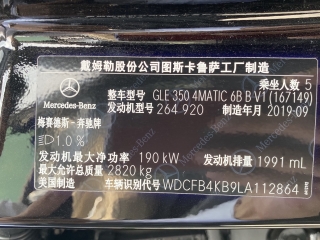 戴姆勒股份公司图斯卡鲁萨工厂制造
乘坐人数 5
整车型号 GLE 350 4MATIC 6B B V1 (167149)
发动机型号 264.920 制造年月 2019-09
Mercedes-Benz
梅赛德斯-奔驰牌
1.0 %
发动机最大净功率 190 kW 发动机排量 1991 mL
最大允许总质量 2820 kg
美国制造 车辆识别代号 WDCFB4KB9LA112864